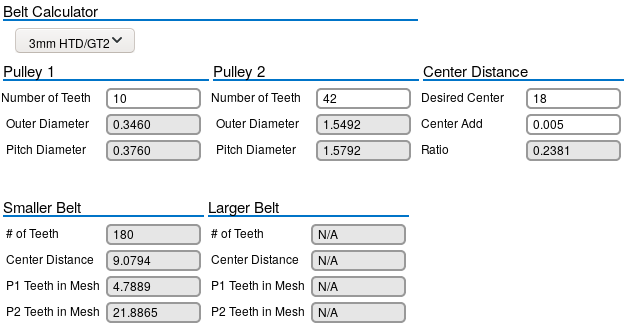 Belt Calculator
3mm HTD/GT2
Pulley 1 Pulley 2 Center Distance
Number of Teeth 10 Number of Teeth 42 Desired Center 18
Outer Diameter 0.3460 Outer Diameter 1.5492 Center Add 0.005
Pitch Diameter 0.3760 Pitch Diameter 1.5792 Ratio 0.2381
Smaller Belt Larger Belt
# of Teeth 180 # of Teeth N/A
Center Distance 9.0794 Center Distance N/A
P1 Teeth in Mesh 4.7889 P1 Teeth in Mesh N/A
P2 Teeth in Mesh 21.8865 P2 Teeth in Mesh N/A